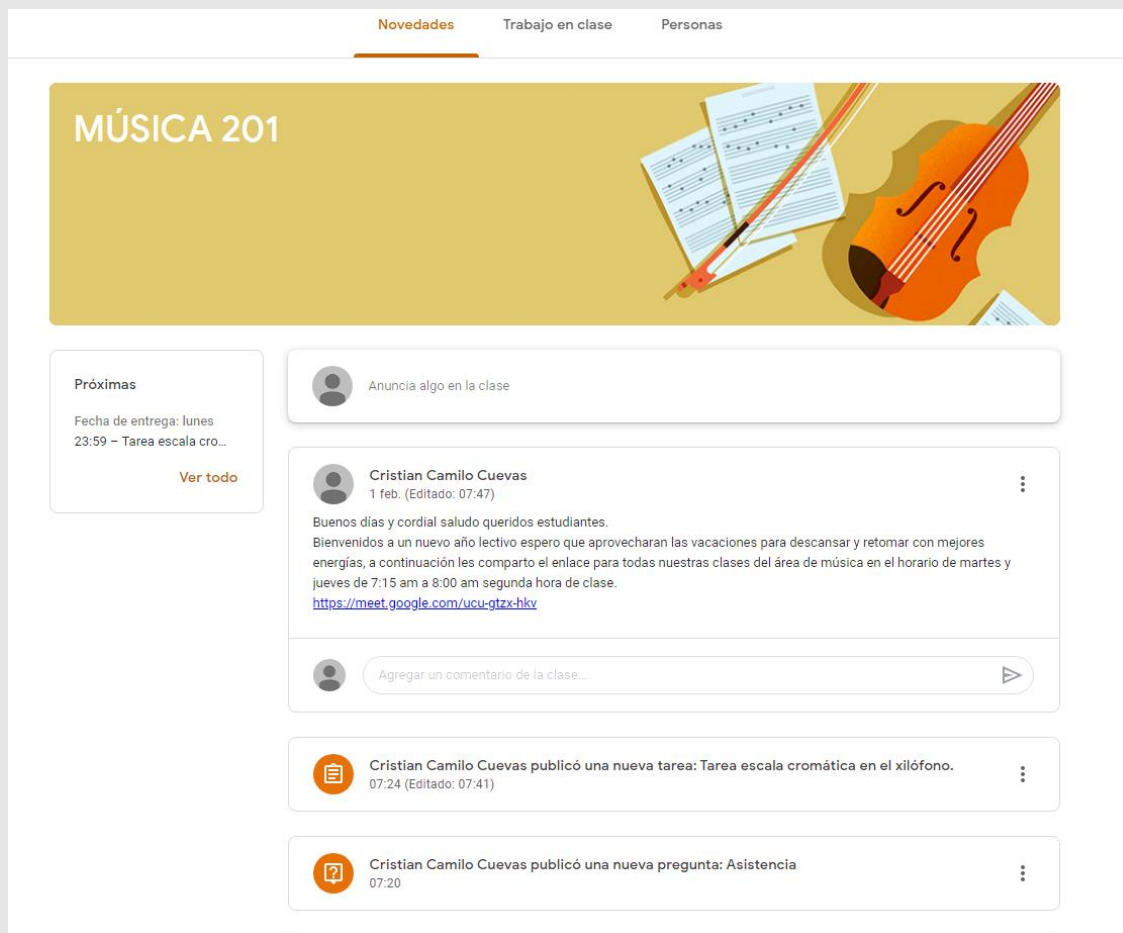 Novedades Trabajo en clase Personas
MÚSICA 201
Próximas
Fecha de entrega: lunes
23:59 – Tarea escala cro...
Ver todo
Anuncia algo en la clase
Cristian Camilo Cuevas
1 feb. (Editado: 07:47)
Buenos días y cordial saludo queridos estudiantes.
Bienvenidos a un nuevo año lectivo espero que aprovecharan las vacaciones para descansar y retomar con mejores
energías, a continuación les comparto el enlace para todas nuestras clases del área de música en el horario de martes y
jueves de 7:15 am a 8:00 am segunda hora de clase.
https://meet.google.com/ucu-gtzx-hkv
Agregar un comentario de la clase...
Cristian Camilo Cuevas publicó una nueva tarea: Tarea escala cromática en el xilófono.
07:24 (Editado: 07:41)
Cristian Camilo Cuevas publicó una nueva pregunta: Asistencia
07:20